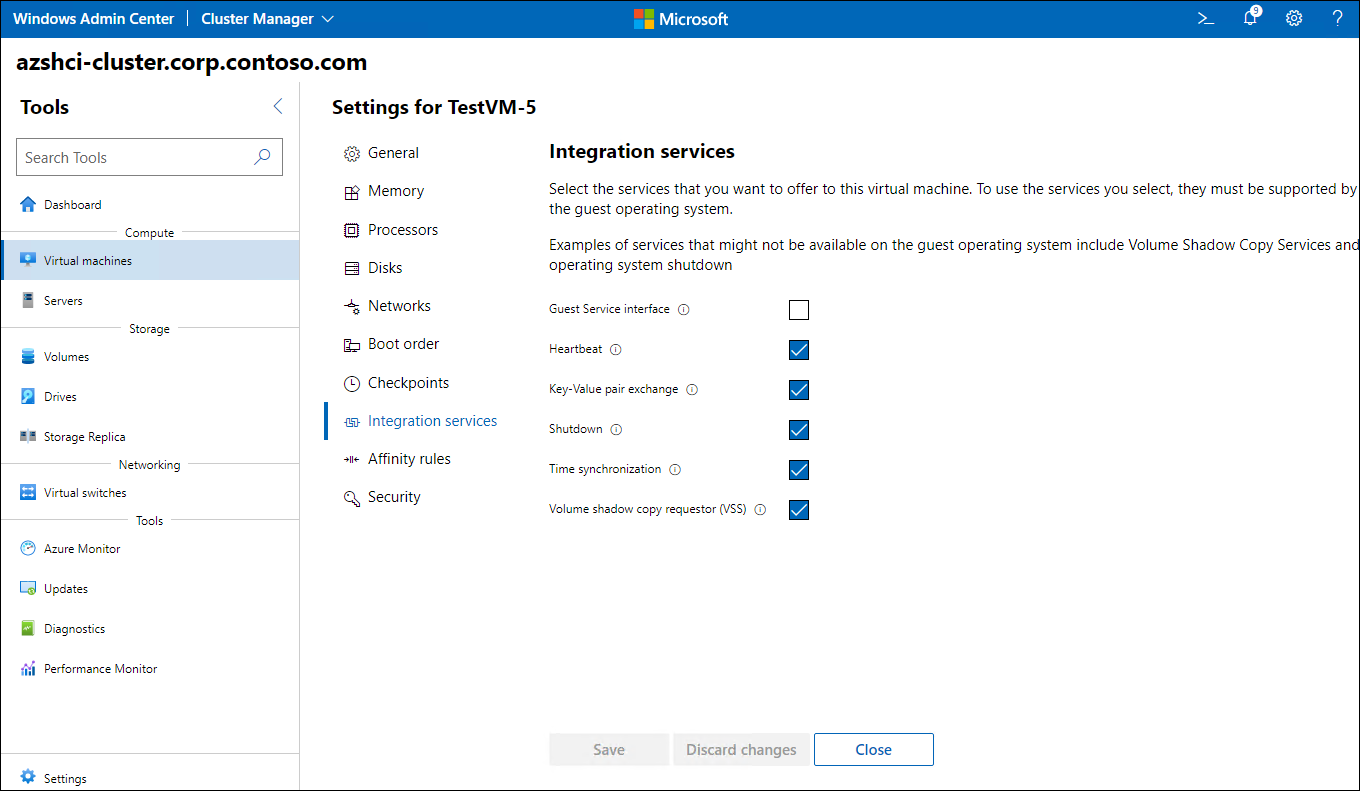 Windows Admin Center
Cluster Manager
Microsoft
9
azshci-cluster.corp.contoso.com
Tools
Search Tools
Dashboard
Compute
Virtual machines
Servers
Storage
Volumes
Drives
Storage Replica
Networking
Virtual switches
Tools
Azure Monitor
Updates
Diagnostics
Performance Monitor
Settings
Settings for TestVM-5
General
Memory
Processors
Disks
Networks
Boot order
Checkpoints
Integration services
Affinity rules
Security
Integration services
Select the services that you want to offer to this virtual machine. To use the services you select, they must be supported by
the guest operating system.
Examples of services that might not be available on the guest operating system include Volume Shadow Copy Services and
operating system shutdown
Guest Service interface
Heartbeat
Key-Value pair exchange
Shutdown
Time synchronization
Volume shadow copy requestor (VSS)
Save
Discard changes
Close